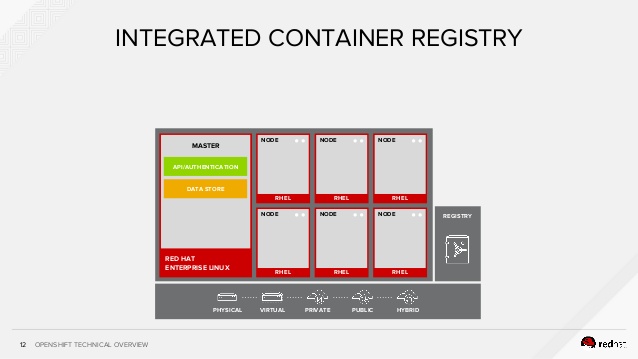 INTEGRATED CONTAINER REGISTRY
MASTER
API/AUTHENTICATION
DATA STORE
RED HAT
ENTERPRISE LINUX
NODE
RHEL
NODE
RHEL
NODE
RHEL
NODE
RHEL
NODE
RHEL
NODE
RHEL
REGISTRY
PHYSICAL
VIRTUAL
PRIVATE
PUBLIC
HYBRID
12 OPENSHIFT TECHNICAL OVERVIEW
redhat